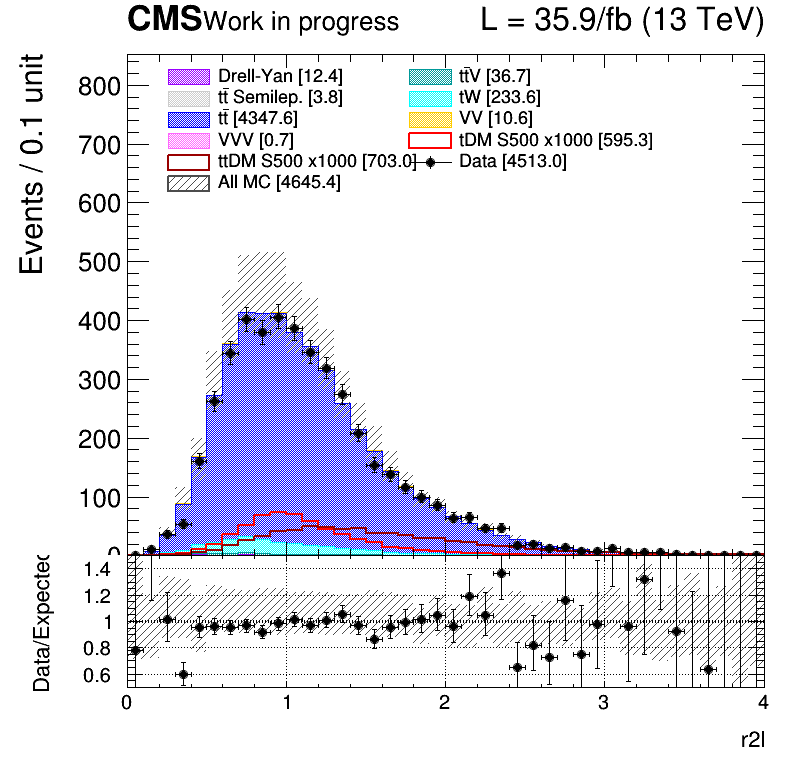 CMS Work in progress L = 35.9/fb (13 TeV)
Events / 0.1 unit
800
700
600
500
400
300
200
100
0
Drell-Yan [12.4]
tt̄V [36.7]
tt̄ Semilep. [3.8]
tW [233.6]
tt̄ [4347.6]
VV [10.6]
VVV [0.7]
tDM S500 x1000 [595.3]
ttDM S500 x1000 [703.0]
Data [4513.0]
All MC [4645.4]
Data/Expected
1.4
1.2
1
0.8
0.6
0 1 2 3 4
r2l